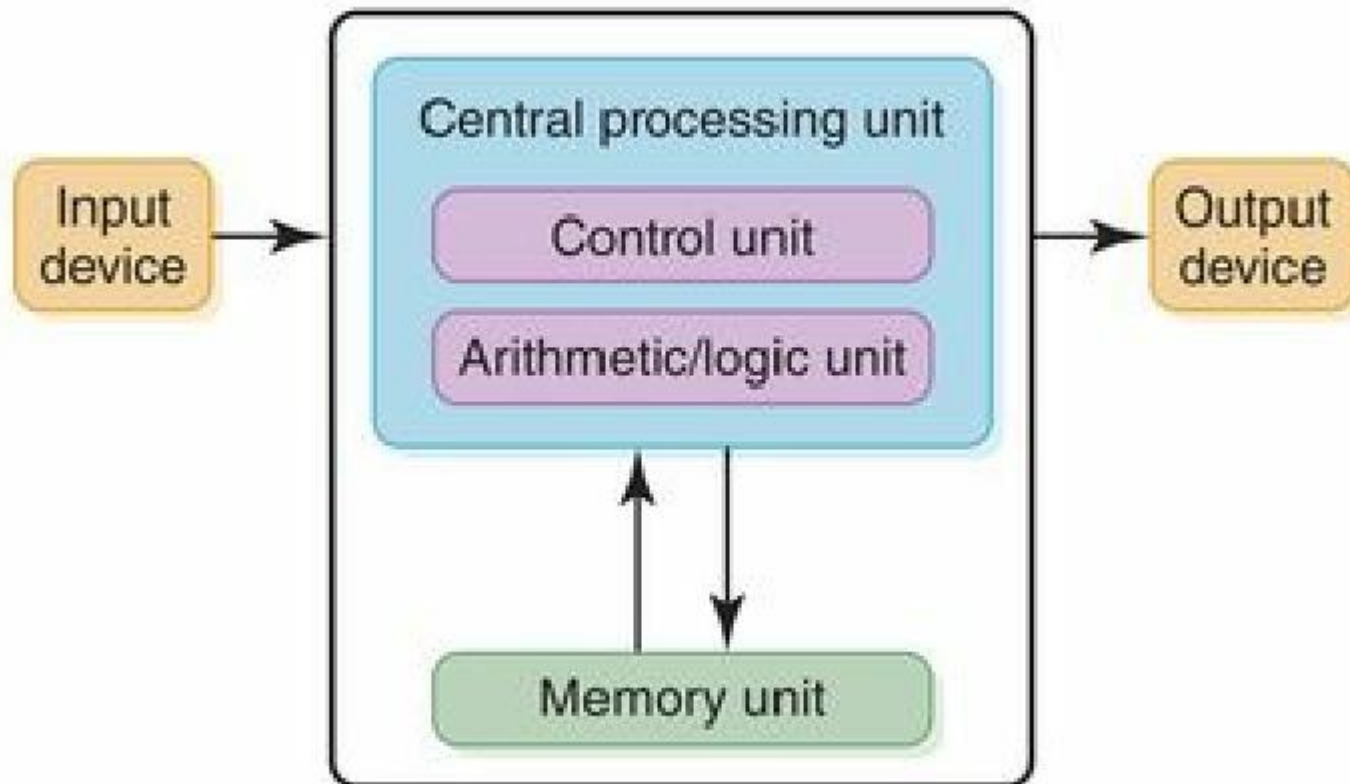 Central processing unit
Input
device
Control unit
Output
device
Arithmetic/logic unit
Memory unit